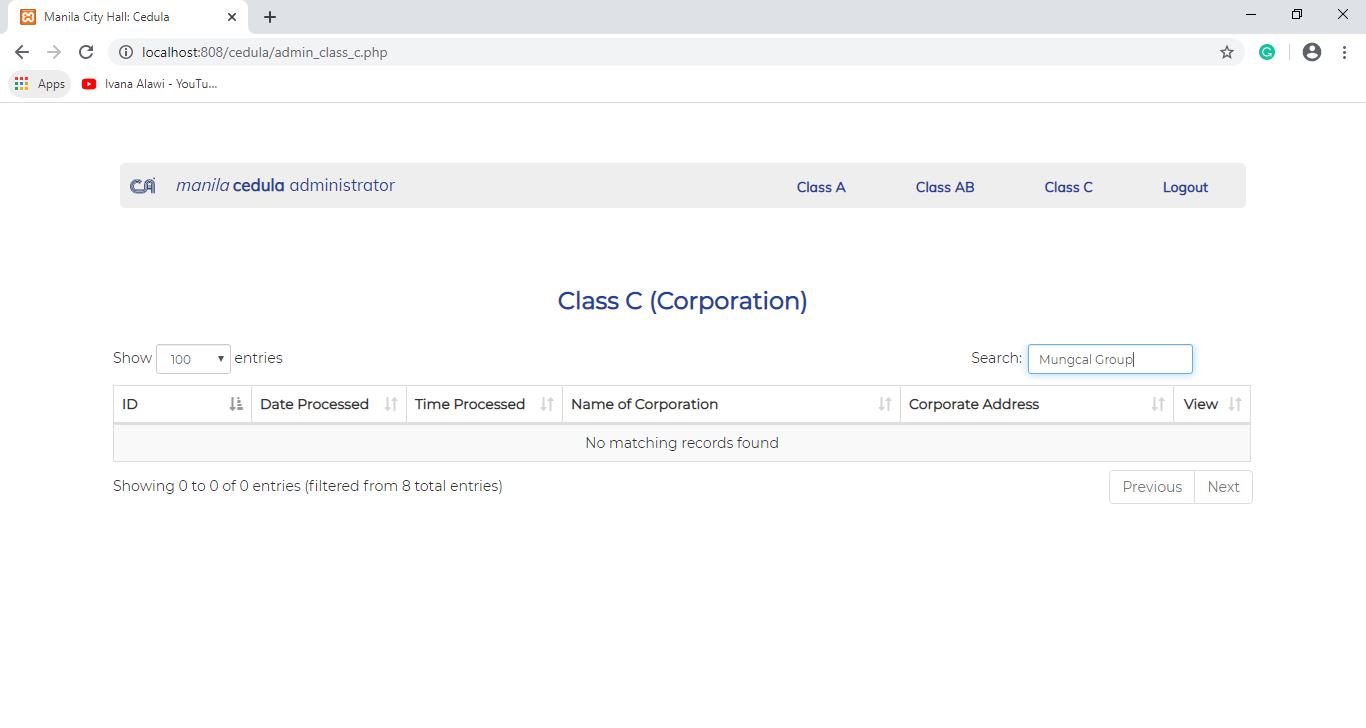 Manila City Hall: Cedula
localhost:808/cedula/admin_class_c.php
Apps Ivana Alawi - YouTu...
CA manila cedula administrator Class A Class AB Class C Logout
Class C (Corporation)
Show 100 entries Search: Mungcal Group
ID Date Processed Time Processed Name of Corporation Corporate Address View
No matching records found
Showing 0 to 0 of 0 entries (filtered from 8 total entries) Previous Next